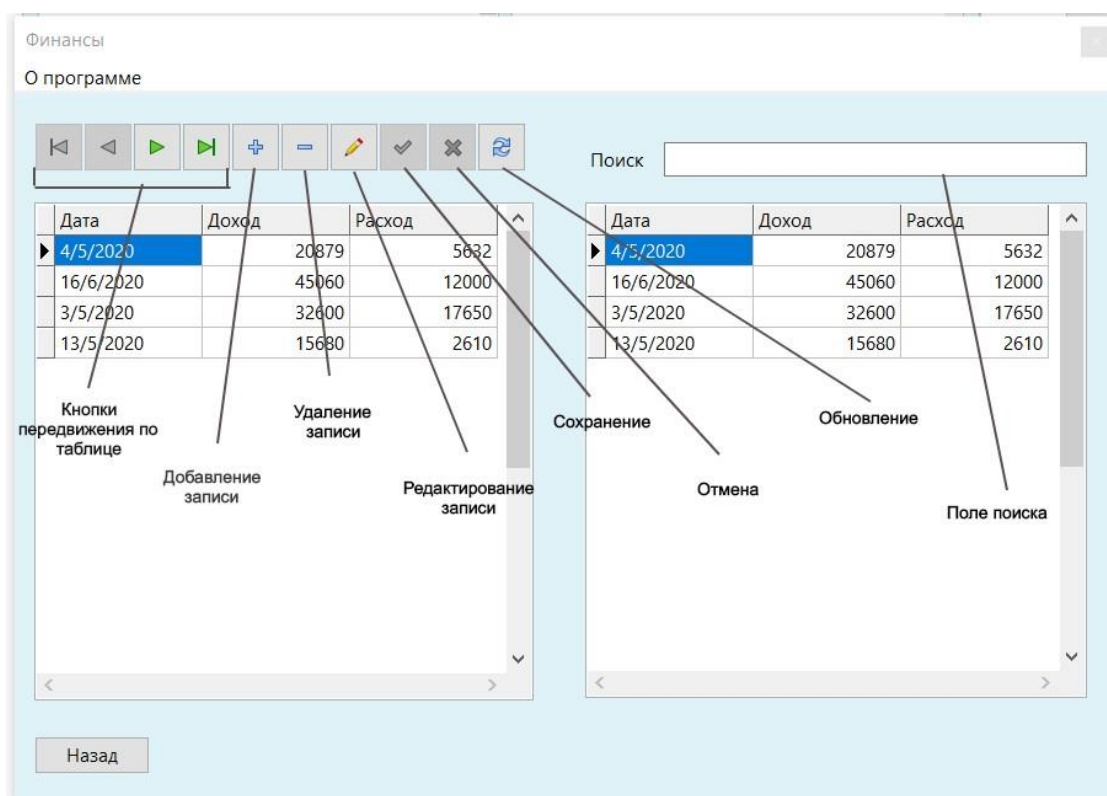 Финансы
О программе
Поиск
Дата Доход Расход
4/5/2020 20879 5632
16/6/2020 45060 12000
3/5/2020 32600 17650
13/5/2020 15680 2610
Дата Доход Расход
4/5/2020 20879 5632
16/6/2020 45060 12000
3/5/2020 32600 17650
13/5/2020 15680 2610
Кнопки
передвижения по
таблице
Добавление
записи
Удаление
записи
Редактирование
записи
Сохранение
Отмена
Обновление
Поле поиска
Назад